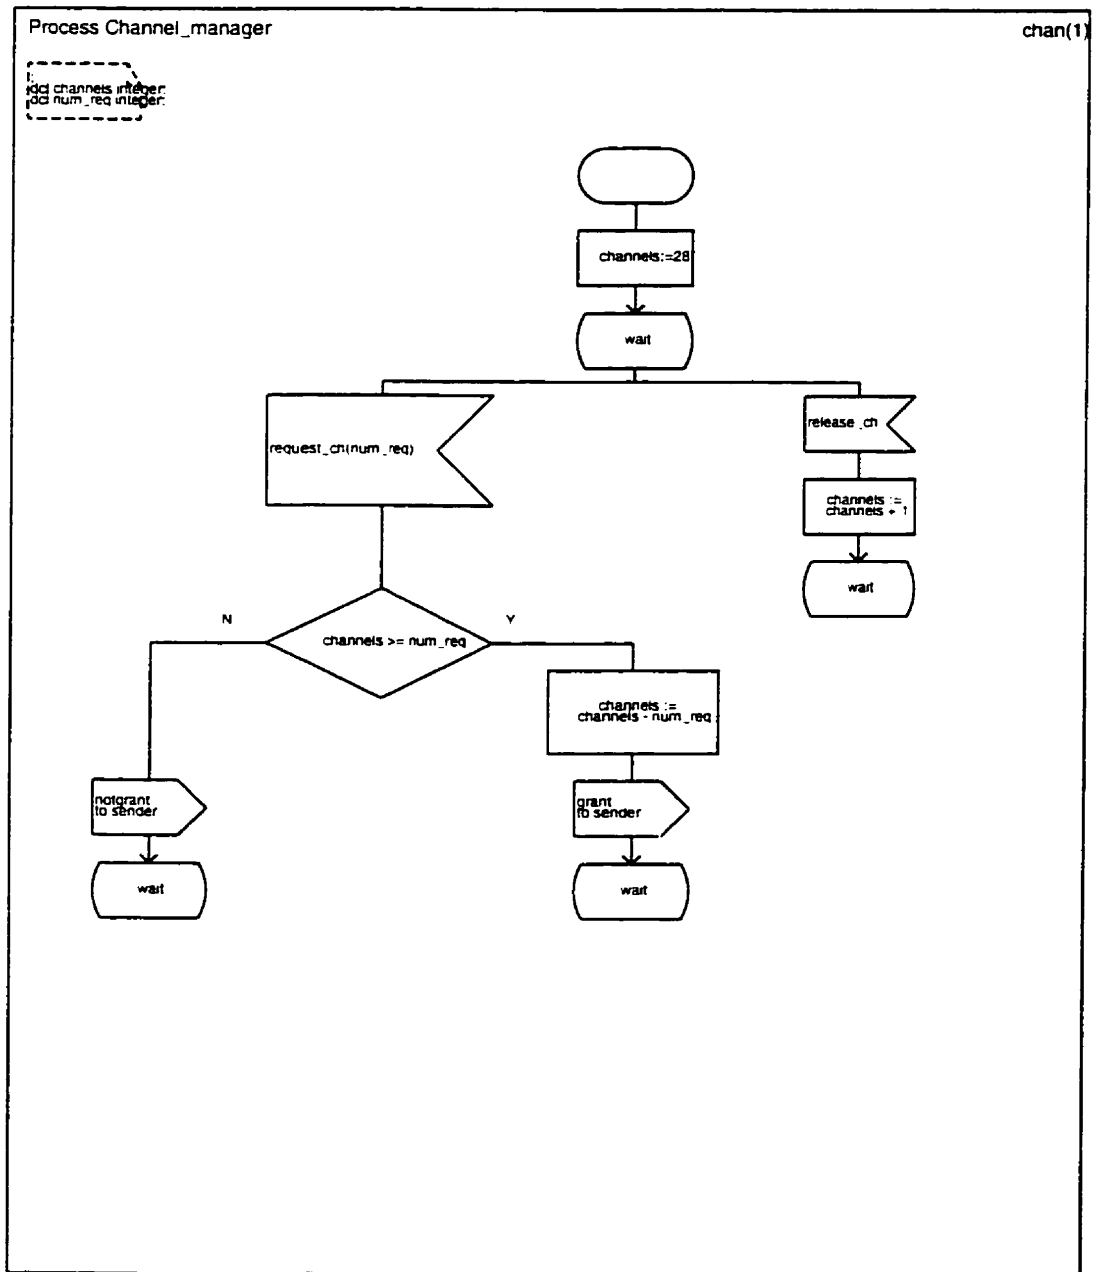 Process Channel_manager
chan(1)
dcl channels integer;
dcl num_req integer;
channels:=28
wait
request_ch(num_req)
release_ch
channels :=
channels + 1
wait
N
Y
channels >= num_req
channels :=
channels - num_req
notgrant
to sender
grant
to sender
wait
wait